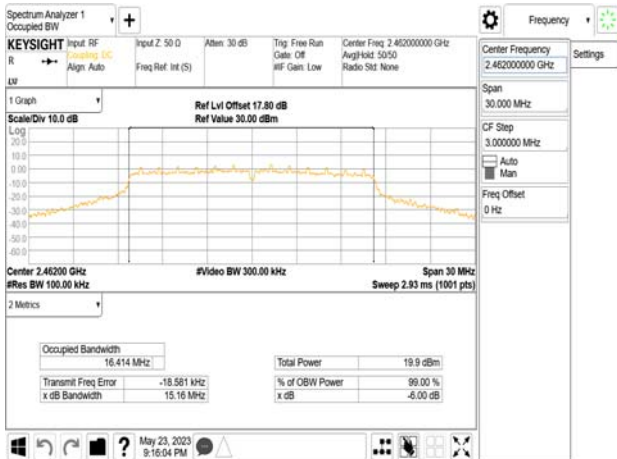 Spectrum Analyzer 1
Occupied BW
Frequency
KEYSIGHT
Input: RF
Coupling: DC
Align: Auto
R
LXI
Input Z: 50 Ω
Freq Ref: Int (S)
Atten: 30 dB
Trig: Free Run
Gate: Off
#IF Gain: Low
Center Freq: 2.462000000 GHz
Avg|Hold: 50/50
Radio Std: None
Center Frequency
2.462000000 GHz
Settings
Span
30.000 MHz
CF Step
3.000000 MHz
Auto
Man
Freq Offset
0 Hz
1 Graph
Scale/Div 10.0 dB
Ref Lvl Offset 17.80 dB
Ref Value 30.00 dBm
Log
20.0
10.0
0.00
-10.0
-20.0
-30.0
-40.0
-50.0
-60.0
Center 2.46200 GHz
#Res BW 100.00 kHz
#Video BW 300.00 kHz
Span 30 MHz
Sweep 2.93 ms (1001 pts)
2 Metrics
Occupied Bandwidth
16.414 MHz
Total Power
19.9 dBm
Transmit Freq Error
-18.581 kHz
% of OBW Power
99.00 %
x dB Bandwidth
15.16 MHz
x dB
-6.00 dB
?
May 23, 2023
9:16:04 PM